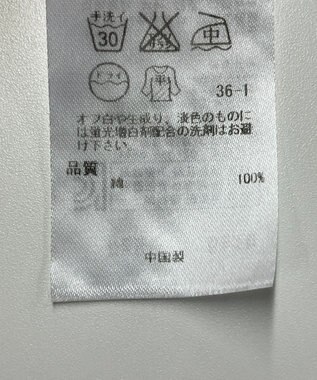 手洗イ
30
中
ドライ
平
36-1
オフ白や生成り、淡色のものに
は蛍光増白剤配合の洗剤はお避
け下さい。
品質
綿 100%
中国製